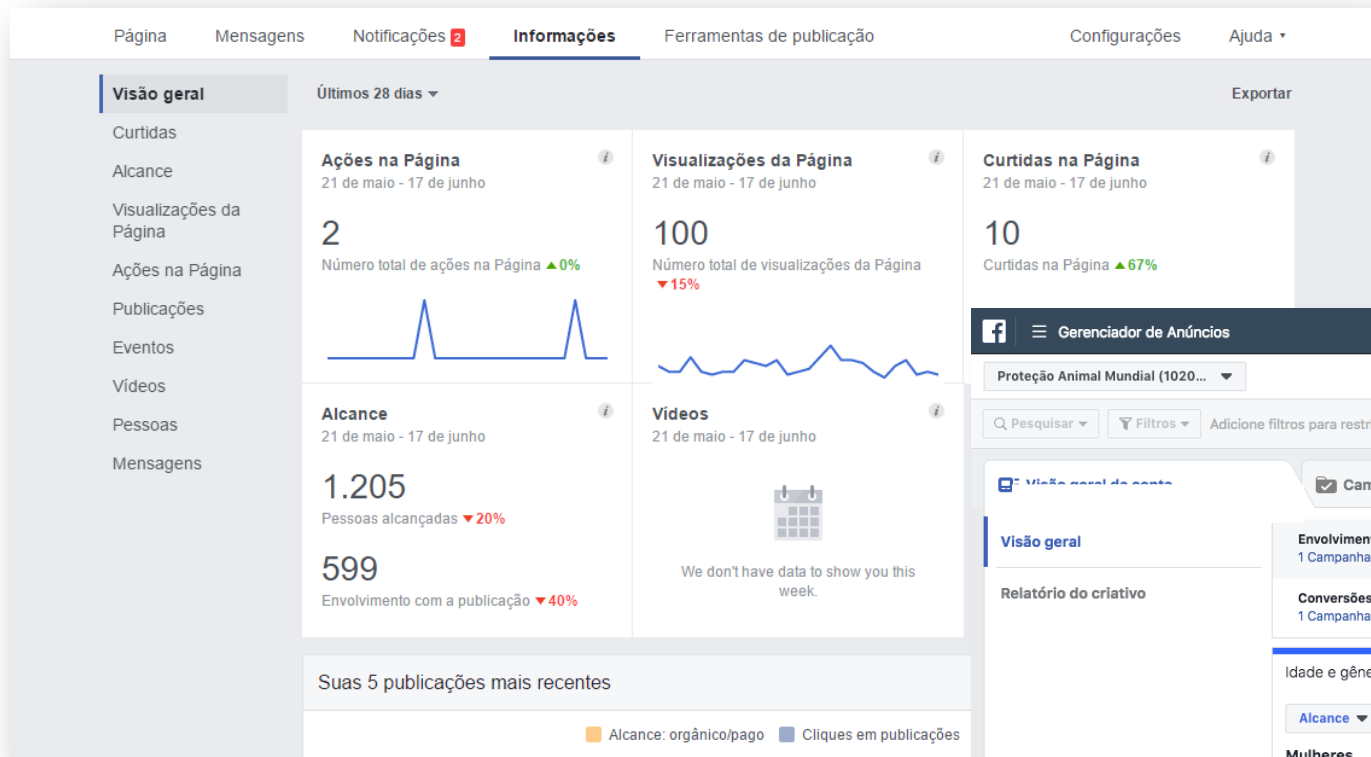 Página Mensagens Notificações 2 Informações Ferramentas de publicação Configurações Ajuda
Visão geral
Curtidas
Alcance
Visualizações da
Página
Ações na Página
Publicações
Eventos
Vídeos
Pessoas
Mensagens
Últimos 28 dias
Exportar
Ações na Página
21 de maio - 17 de junho
2
Número total de ações na Página 0%
Visualizações da Página
21 de maio - 17 de junho
100
Número total de visualizações da Página
15%
Curtidas na Página
21 de maio - 17 de junho
10
Curtidas na Página 67%
Alcance
21 de maio - 17 de junho
1.205
Pessoas alcançadas 20%
599
Envolvimento com a publicação 40%
Vídeos
21 de maio - 17 de junho
We don't have data to show you this
week.
Suas 5 publicações mais recentes
Alcance: orgânico/pago Cliques em publicações
Gerenciador de Anúncios
Proteção Animal Mundial (1020...
Pesquisar Filtros Adicione filtros para restr
Visão geral da conta
Cam
Visão geral
Relatório do criativo
Envolvimen
1 Campanha
Conversões
1 Campanha
Idade e gêne
Alcance
Mulheres